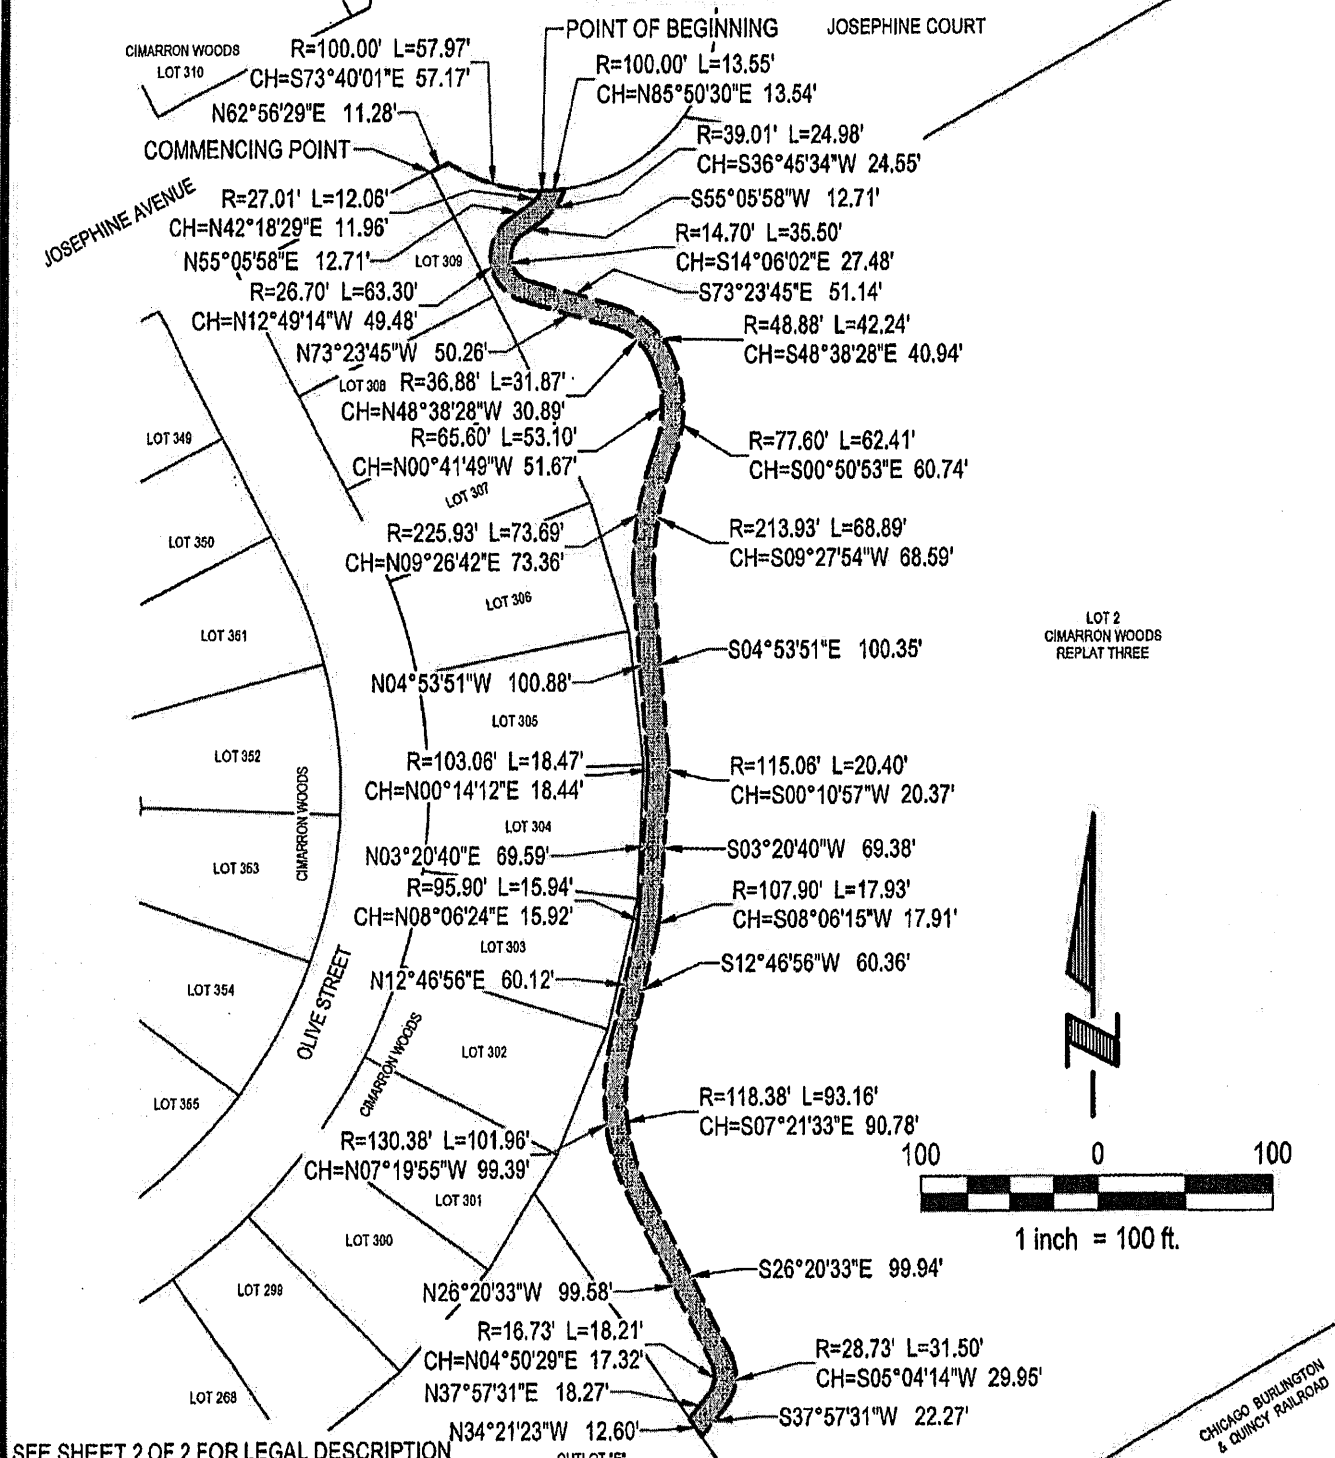 POINT OF BEGINNING
JOSEPHINE COURT
CIMARRON WOODS
LOT 310
R=100.00' L=57.97'
CH=S73°40'01"E 57.17'
R=100.00' L=13.55'
CH=N85°50'30"E 13.54'
N62°56'29"E 11.28'
COMMENCING POINT
R=39.01' L=24.98'
CH=S36°45'34"W 24.55'
JOSEPHINE AVENUE
R=27.01' L=12.06'
CH=N42°18'29"E 11.96'
S55°05'58"W 12.71'
N55°05'58"E 12.71'
LOT 309
R=14.70' L=35.50'
CH=S14°06'02"E 27.48'
R=26.70' L=63.30'
CH=N12°49'14"W 49.48'
S73°23'45"E 51.14'
N73°23'45"W 50.26'
R=48.88' L=42.24'
CH=S48°38'28"E 40.94'
LOT 308
R=36.88' L=31.87'
CH=N48°38'28"W 30.89'
LOT 349
R=65.60' L=53.10'
CH=N00°41'49"W 51.67'
R=77.60' L=62.41'
CH=S00°50'53"E 60.74'
LOT 307
LOT 350
R=225.93' L=73.69'
CH=N09°26'42"E 73.36'
R=213.93' L=68.89'
CH=S09°27'54"W 68.59'
LOT 306
LOT 361
LOT 2
CIMARRON WOODS
REPLAT THREE
S04°53'51"E 100.35'
N04°53'51"W 100.88'
LOT 305
LOT 352
CIMARRON WOODS
R=103.06' L=18.47'
CH=N00°14'12"E 18.44'
R=115.06' L=20.40'
CH=S00°10'57"W 20.37'
LOT 304
N03°20'40"E 69.59'
S03°20'40"W 69.38'
LOT 363
R=95.90' L=15.94'
CH=N08°06'24"E 15.92'
R=107.90' L=17.93'
CH=S08°06'15"W 17.91'
LOT 303
N12°46'56"E 60.12'
S12°46'56"W 60.36'
LOT 354
OLIVE STREET
CIMARRON WOODS
LOT 302
LOT 355
R=118.38' L=93.16'
CH=S07°21'33"E 90.78'
R=130.38' L=101.96'
CH=N07°19'55"W 99.39'
LOT 301
100 0 100
1 inch = 100 ft.
LOT 300
S26°20'33"E 99.94'
N26°20'33"W 99.58'
LOT 299
R=16.73' L=18.21'
CH=N04°50'29"E 17.32'
R=28.73' L=31.50'
CH=S05°04'14"W 29.95'
N37°57'31"E 18.27'
LOT 268
S37°57'31"W 22.27'
N34°21'23"W 12.60'
CHICAGO BURLINGTON
& QUINCY RAILROAD
SEE SHEET 2 OF 2 FOR LEGAL DESCRIPTION